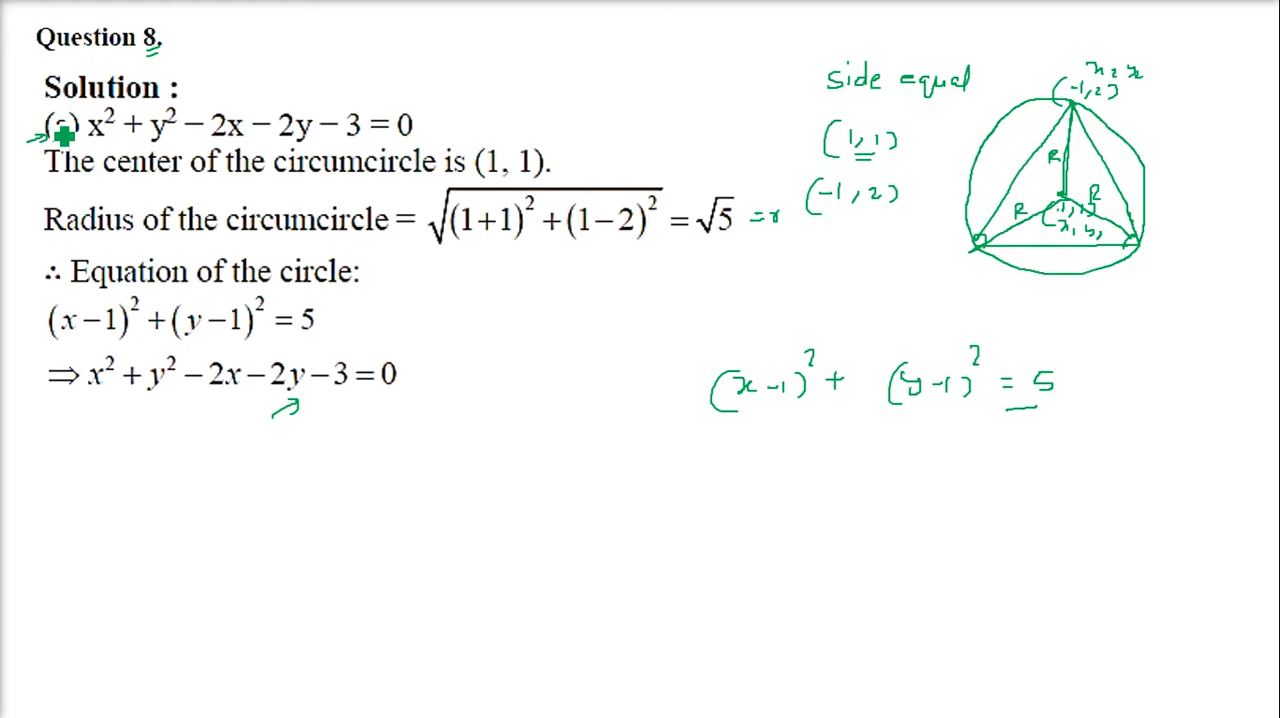 Question 8.
Solution :
x² + y² − 2x − 2y − 3 = 0
The center of the circumcircle is (1, 1).
Radius of the circumcircle = √((1+1)² + (1−2)²) = √5 = r
∴ Equation of the circle:
(x − 1)² + (y − 1)² = 5
⇒ x² + y² − 2x − 2y − 3 = 0
side equal
(1, 1)
(-1, 2)
(-1, 2)
R
R
R
(x - 1)² + (y - 1)² = 5